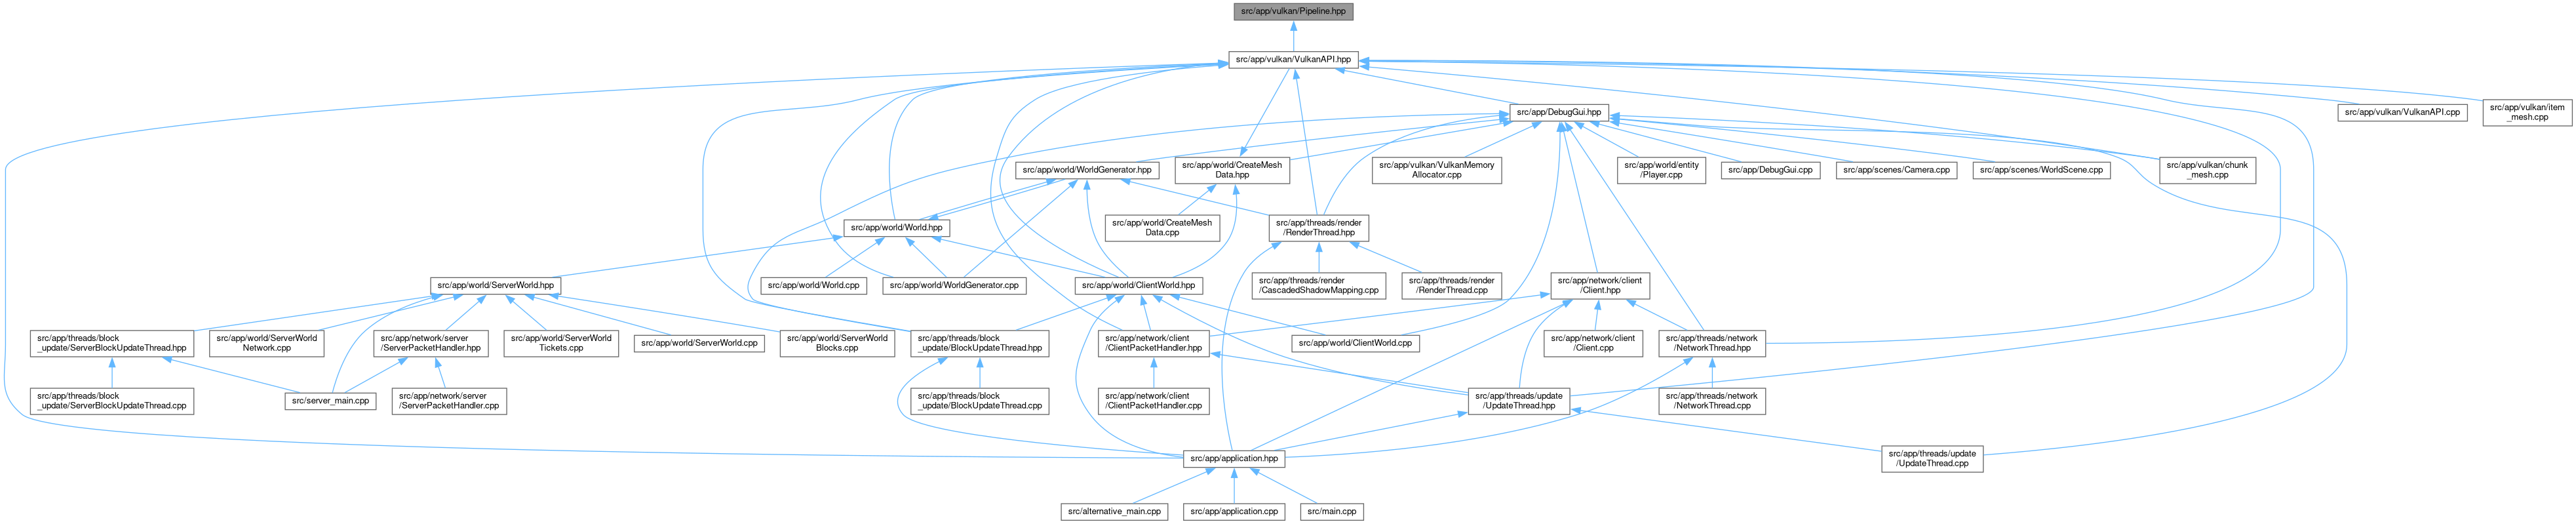 src/app/vulkan/Pipeline.hpp
src/app/vulkan/VulkanAPI.hpp
src/app/DebugGui.hpp
src/app/vulkan/VulkanAPI.cpp
src/app/vulkan/item
_mesh.cpp
src/app/world/WorldGenerator.hpp
src/app/world/CreateMesh
Data.hpp
src/app/vulkan/VulkanMemory
Allocator.cpp
src/app/world/entity
/Player.cpp
src/app/DebugGui.cpp
src/app/scenes/Camera.cpp
src/app/scenes/WorldScene.cpp
src/app/vulkan/chunk
_mesh.cpp
src/app/world/World.hpp
src/app/world/CreateMesh
Data.cpp
src/app/threads/render
/RenderThread.hpp
src/app/world/ServerWorld.hpp
src/app/world/World.cpp
src/app/world/WorldGenerator.cpp
src/app/world/ClientWorld.hpp
src/app/threads/render
/CascadedShadowMapping.cpp
src/app/threads/render
/RenderThread.cpp
src/app/network/client
/Client.hpp
src/app/threads/block
_update/ServerBlockUpdateThread.hpp
src/app/world/ServerWorld
Network.cpp
src/app/network/server
/ServerPacketHandler.hpp
src/app/world/ServerWorld
Tickets.cpp
src/app/world/ServerWorld.cpp
src/app/world/ServerWorld
Blocks.cpp
src/app/threads/block
_update/BlockUpdateThread.hpp
src/app/network/client
/ClientPacketHandler.hpp
src/app/world/ClientWorld.cpp
src/app/network/client
/Client.cpp
src/app/threads/network
/NetworkThread.hpp
src/app/threads/block
_update/ServerBlockUpdateThread.cpp
src/server_main.cpp
src/app/network/server
/ServerPacketHandler.cpp
src/app/threads/block
_update/BlockUpdateThread.cpp
src/app/network/client
/ClientPacketHandler.cpp
src/app/threads/update
/UpdateThread.hpp
src/app/threads/network
/NetworkThread.cpp
src/app/application.hpp
src/app/threads/update
/UpdateThread.cpp
src/alternative_main.cpp
src/app/application.cpp
src/main.cpp